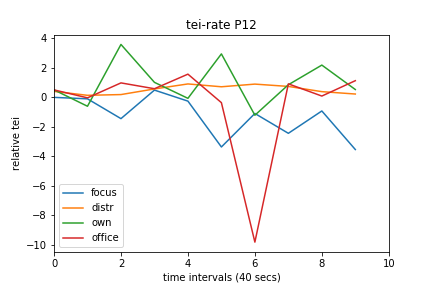 tei-rate P12
4
2
0
−2
−4
−6
−8
−10
relative tei
focus
distr
own
office
0 2 4 6 8 10
time intervals (40 secs)